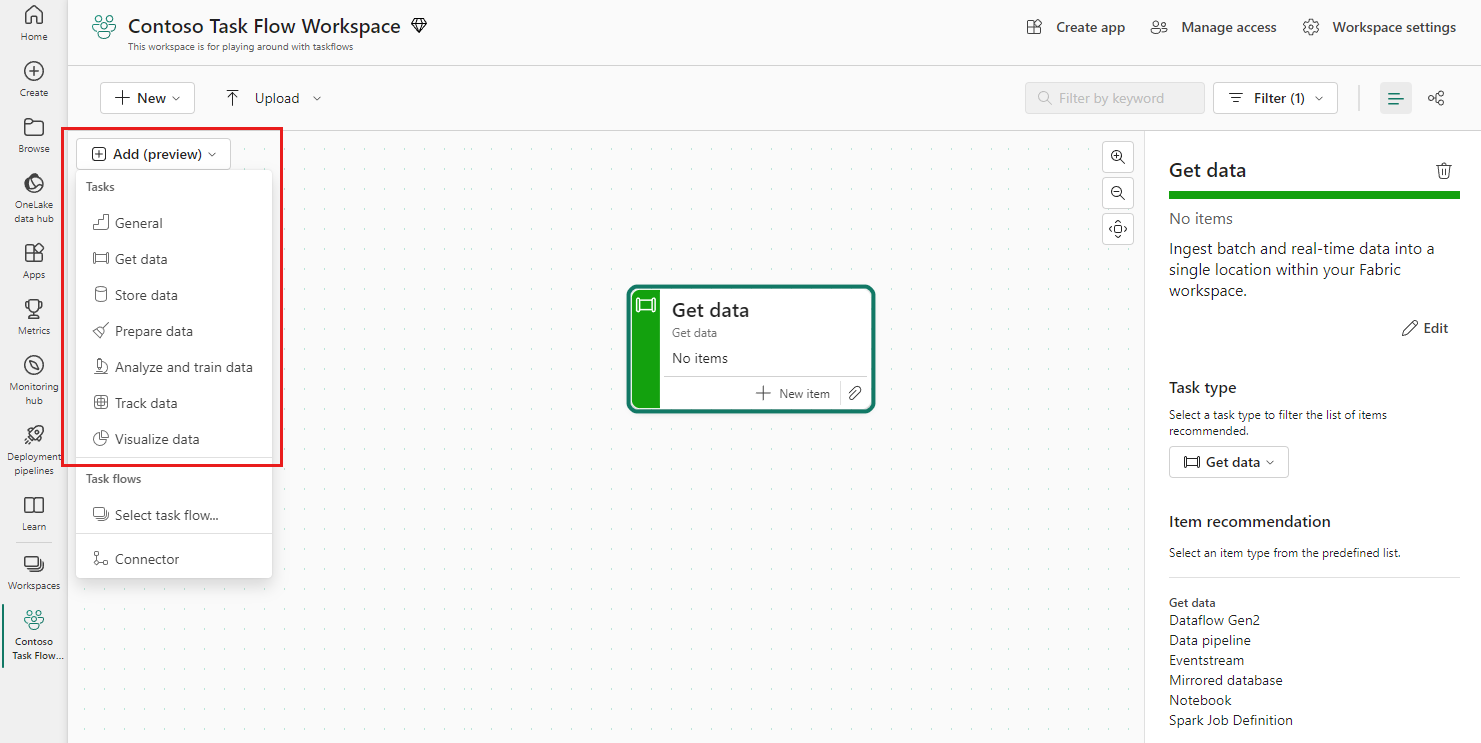 Home
Create
Browse
OneLake
data hub
Apps
Metrics
Monitoring
hub
Deployment
pipelines
Learn
Workspaces
Contoso
Task Flow...
Contoso Task Flow Workspace
This workspace is for playing around with taskflows
Create app
Manage access
Workspace settings
New
Upload
Filter by keyword
Filter (1)
Add (preview)
Tasks
General
Get data
Store data
Prepare data
Analyze and train data
Track data
Visualize data
Task flows
Select task flow...
Connector
Get data
Get data
No items
New item
Get data
No items
Ingest batch and real-time data into a
single location within your Fabric
workspace.
Edit
Task type
Select a task type to filter the list of items
recommended.
Get data
Item recommendation
Select an item type from the predefined list.
Get data
Dataflow Gen2
Data pipeline
Eventstream
Mirrored database
Notebook
Spark Job Definition